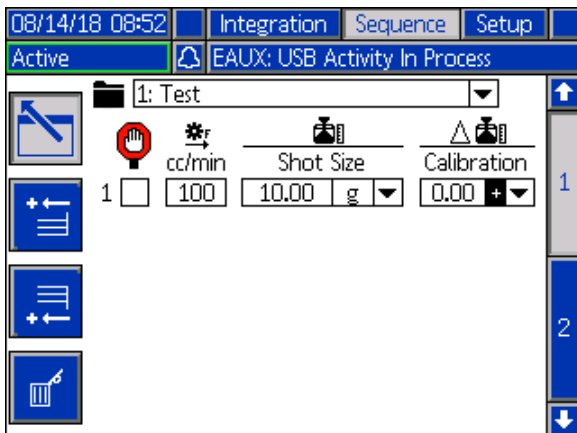 08/14/18 08:52 Integration Sequence Setup
Active EAUX: USB Activity In Process
1: Test
F
cc/min Shot Size Calibration
1 100 10.00 g 0.00 +
1
2